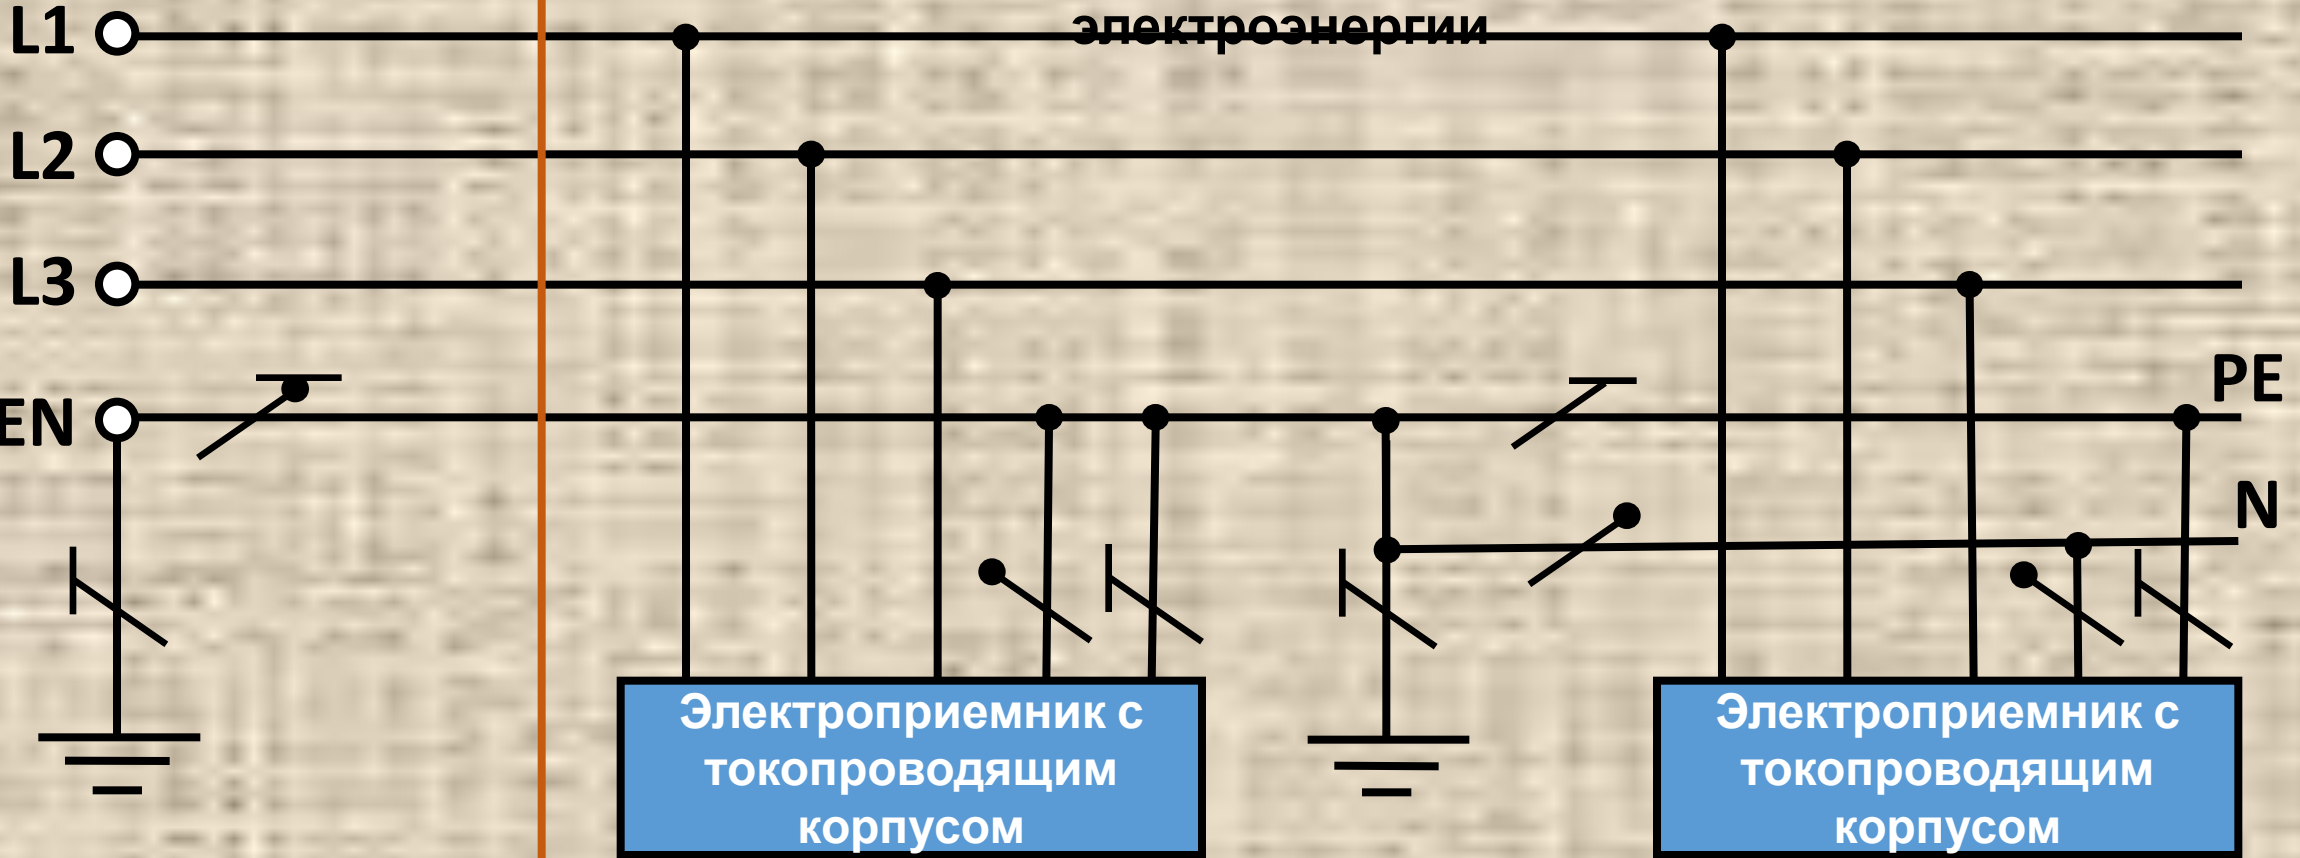 электроэнергии
L1
L2
L3
EN
PE
N
Электроприемник с
токопроводящим
корпусом
Электроприемник с
токопроводящим
корпусом